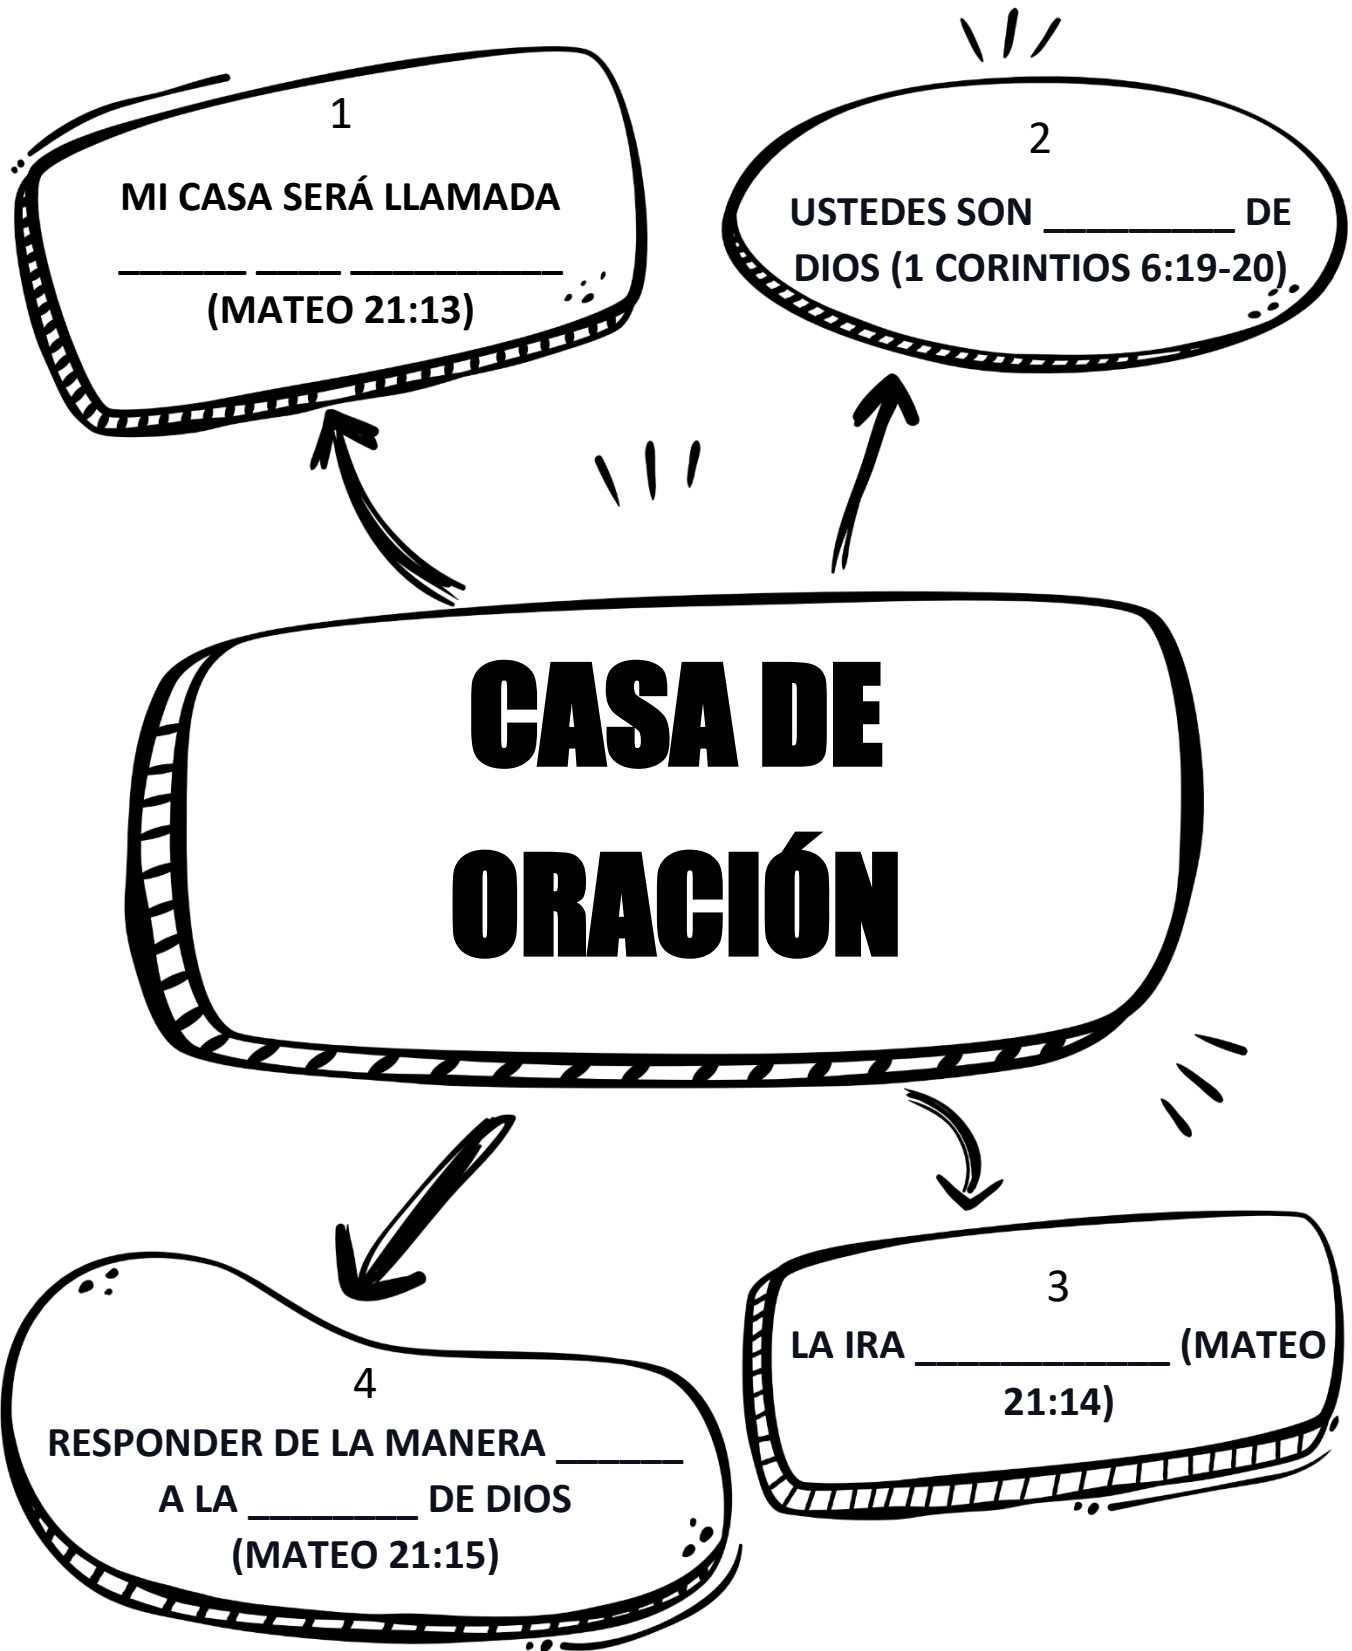 1
MI CASA SERÁ LLAMADA
______ ____ __________
(MATEO 21:13)
2
USTEDES SON _________ DE
DIOS (1 CORINTIOS 6:19-20)
CASA DE
ORACIÓN
3
LA IRA ____________ (MATEO
21:14)
4
RESPONDER DE LA MANERA ______
A LA ________ DE DIOS
(MATEO 21:15)